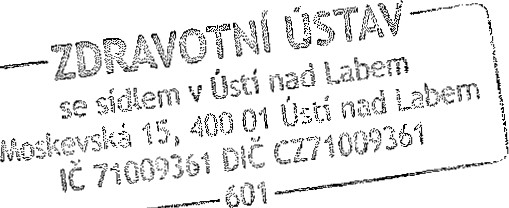 ZDRAVOTNÍ ÚSTAV
se sídlem v Ústí nad Labem
Moskevská 15, 400 01 Ústí nad Labem
IČ 71009361 DIČ CZ71009361
601